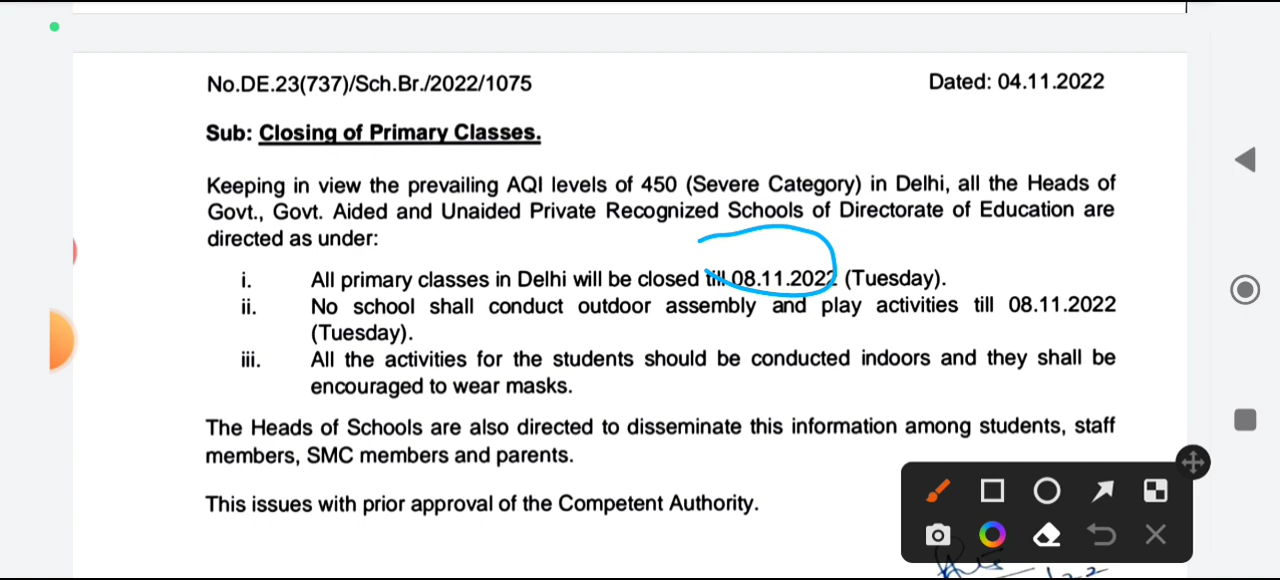 No.DE.23(737)/Sch.Br./2022/1075 Dated: 04.11.2022
Sub: Closing of Primary Classes.
Keeping in view the prevailing AQI levels of 450 (Severe Category) in Delhi, all the Heads of
Govt., Govt. Aided and Unaided Private Recognized Schools of Directorate of Education are
directed as under:
i. All primary classes in Delhi will be closed till 08.11.2022 (Tuesday).
ii. No school shall conduct outdoor assembly and play activities till 08.11.2022
(Tuesday).
iii. All the activities for the students should be conducted indoors and they shall be
encouraged to wear masks.
The Heads of Schools are also directed to disseminate this information among students, staff
members, SMC members and parents.
This issues with prior approval of the Competent Authority.